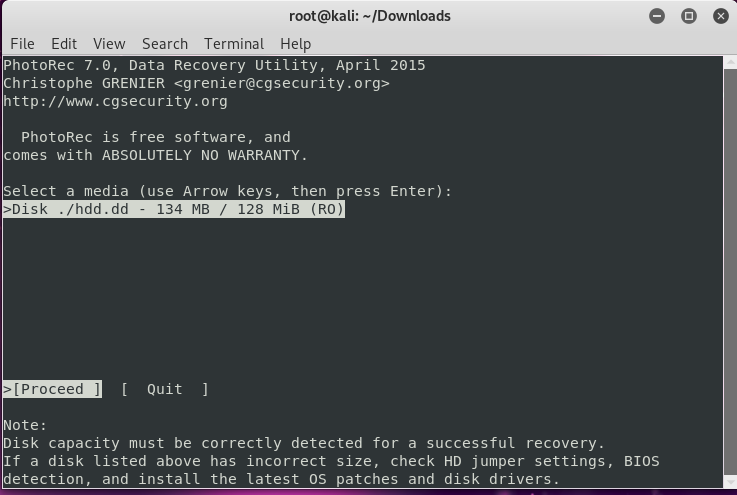 root@kali: ~/Downloads
File Edit View Search Terminal Help
PhotoRec 7.0, Data Recovery Utility, April 2015
Christophe GRENIER <grenier@cgsecurity.org>
http://www.cgsecurity.org
PhotoRec is free software, and
comes with ABSOLUTELY NO WARRANTY.
Select a media (use Arrow keys, then press Enter):
>Disk ./hdd.dd - 134 MB / 128 MiB (RO)
>[Proceed ]  [  Quit  ]
Note:
Disk capacity must be correctly detected for a successful recovery.
If a disk listed above has incorrect size, check HD jumper settings, BIOS
detection, and install the latest OS patches and disk drivers.